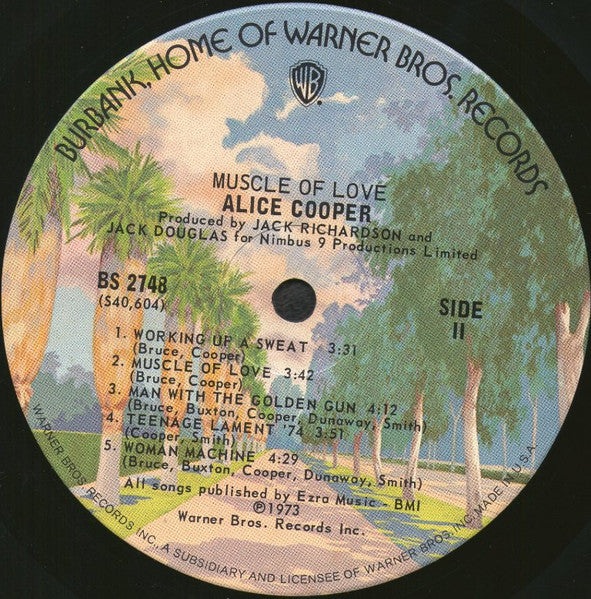 BURBANK, HOME OF WARNER BROS. RECORDS
WB
MUSCLE OF LOVE
ALICE COOPER
Produced by JACK RICHARDSON and
JACK DOUGLAS for Nimbus 9 Productions Limited
BS 2748
(S40,604)
SIDE
II
1. WORKING UP A SWEAT 3:31
(Bruce, Cooper)
2. MUSCLE OF LOVE 3:42
(Bruce, Cooper)
3. MAN WITH THE GOLDEN GUN 4:12
(Bruce, Buxton, Cooper, Dunaway, Smith)
4. TEENAGE LAMENT '74 3:51
(Cooper, Smith)
5. WOMAN MACHINE 4:29
(Bruce, Buxton, Cooper, Dunaway, Smith)
All songs published by Ezra Music - BMI
℗1973
Warner Bros. Records Inc.
WARNER BROS. RECORDS INC., A SUBSIDIARY AND LICENSEE OF WARNER BROS. INC. MADE IN U.S.A.